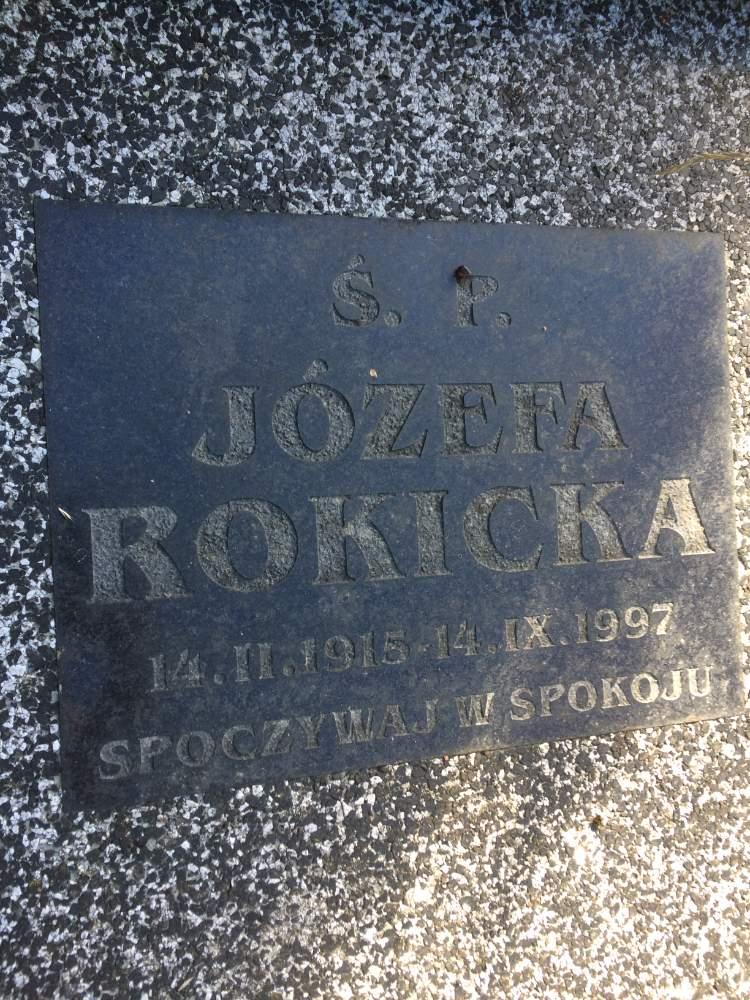 Ś. P.
JÓZEFA
ROKICKA
14.II.1915-14.IX.1997
SPOCZYWAJ W SPOKOJU